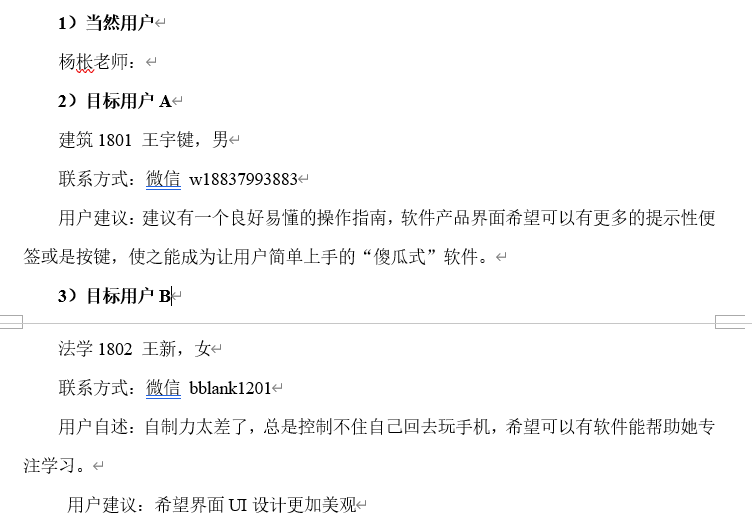 1）当然用户
杨枨老师：
2）目标用户 A
建筑 1801 王宇键，男
联系方式：微信 w18837993883
用户建议：建议有一个良好易懂的操作指南，软件产品界面希望可以有更多的提示性便
签或是按键，使之能成为让用户简单上手的“傻瓜式”软件。
3）目标用户 B
法学 1802 王新，女
联系方式：微信 bblank1201
用户自述：自制力太差了，总是控制不住自己回去玩手机，希望可以有软件能帮助她专
注学习。
用户建议：希望界面 UI 设计更加美观